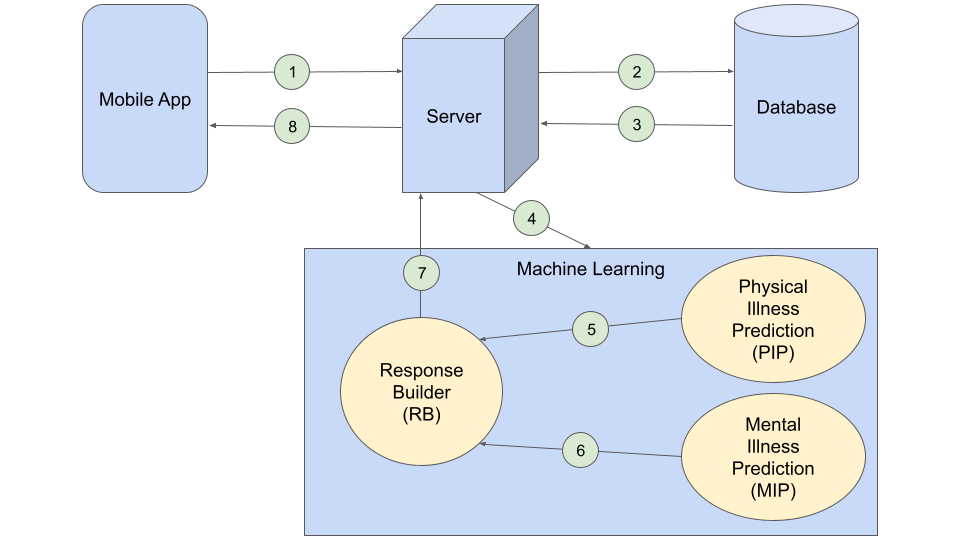 Mobile App
1
8
Server
2
3
Database
4
Machine Learning
7
Response
Builder
(RB)
5
6
Physical
Illness
Prediction
(PIP)
Mental
Illness
Prediction
(MIP)